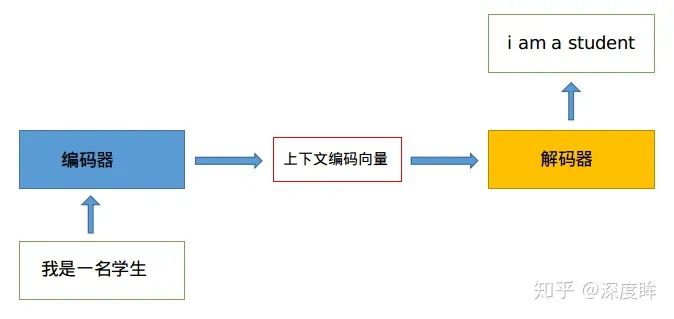 i am a student
编码器
上下文编码向量
解码器
我是一名学生
知乎 @深度眸